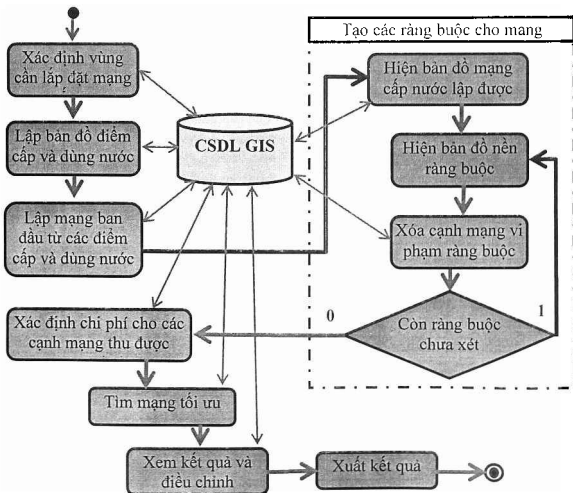 Tạo các ràng buộc cho mang
Xác định vùng
cần lắp đặt mạng
Lập bản đồ điểm
cấp và dùng nước
Lập mạng ban
đầu từ các điểm
cấp và dùng nước
CSDL GIS
Hiện bản đồ mạng
cấp nước lập được
Hiện bản đồ nền
ràng buộc
Xóa cạnh mạng vi
phạm ràng buộc
Còn ràng buộc
chưa xét
0
1
Xác định chi phí cho các
cạnh mạng thu được
Tìm mạng tối ưu
Xem kết quả và
điều chỉnh
Xuất kết quả